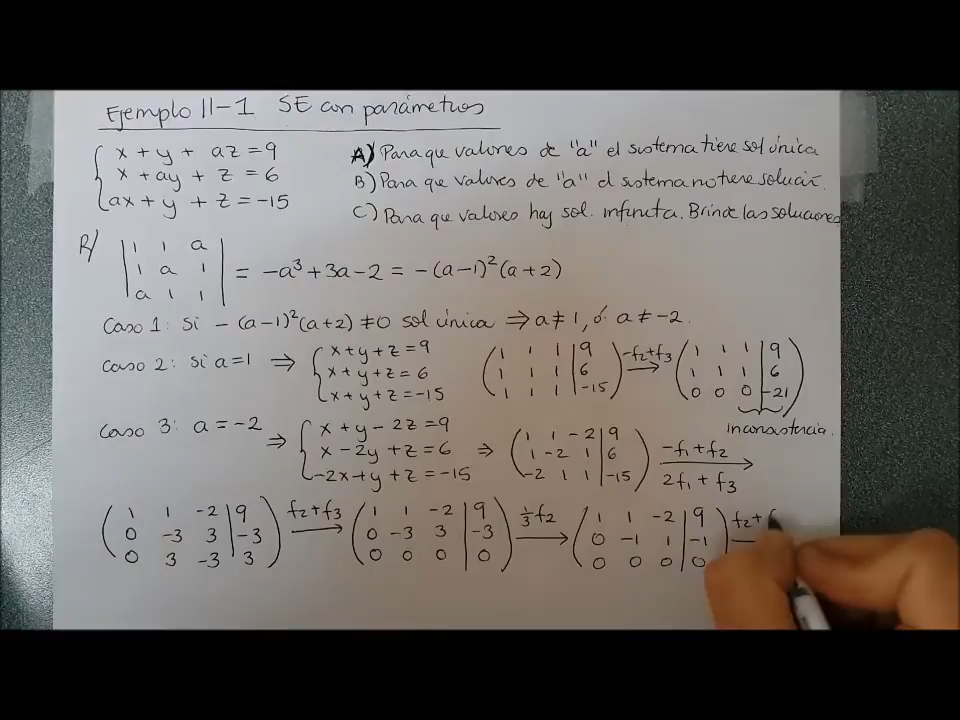 Ejemplo 11-1 SE con parámetros
x + y + az = 9
x + ay + z = 6
ax + y + z = -15
A) Para que valores de "a" el sistema tiene sol única
B) Para que valores de "a" el sistema no tiene solución.
C) Para que valores hay sol. infinita. Brinde las soluciones
R/ | 1 1 a | 1 a 1 | a 1 1 | = -a³ + 3a - 2 = -(a-1)²(a+2)
Caso 1: Si -(a-1)²(a+2) ≠ 0 sol única ⇒ a ≠ 1, ó a ≠ -2.
Caso 2: si a = 1 ⇒
x + y + z = 9
x + y + z = 6
x + y + z = -15
1 1 1 | 9
1 1 1 | 6
1 1 1 | -15
-f2+f3 →
1 1 1 | 9
1 1 1 | 6
0 0 0 | -21
inconsistencia.
Caso 3: a = -2 ⇒
x + y - 2z = 9
x - 2y + z = 6
-2x + y + z = -15
⇒
1 1 -2 | 9
1 -2 1 | 6
-2 1 1 | -15
-f1 + f2
2f1 + f3
1 1 -2 | 9
0 -3 3 | -3
0 3 -3 | 3
f2+f3 →
1 1 -2 | 9
0 -3 3 | -3
0 0 0 | 0
1/3 f2 →
1 1 -2 | 9
0 -1 1 | -1
0 0 0 | 0
f2+